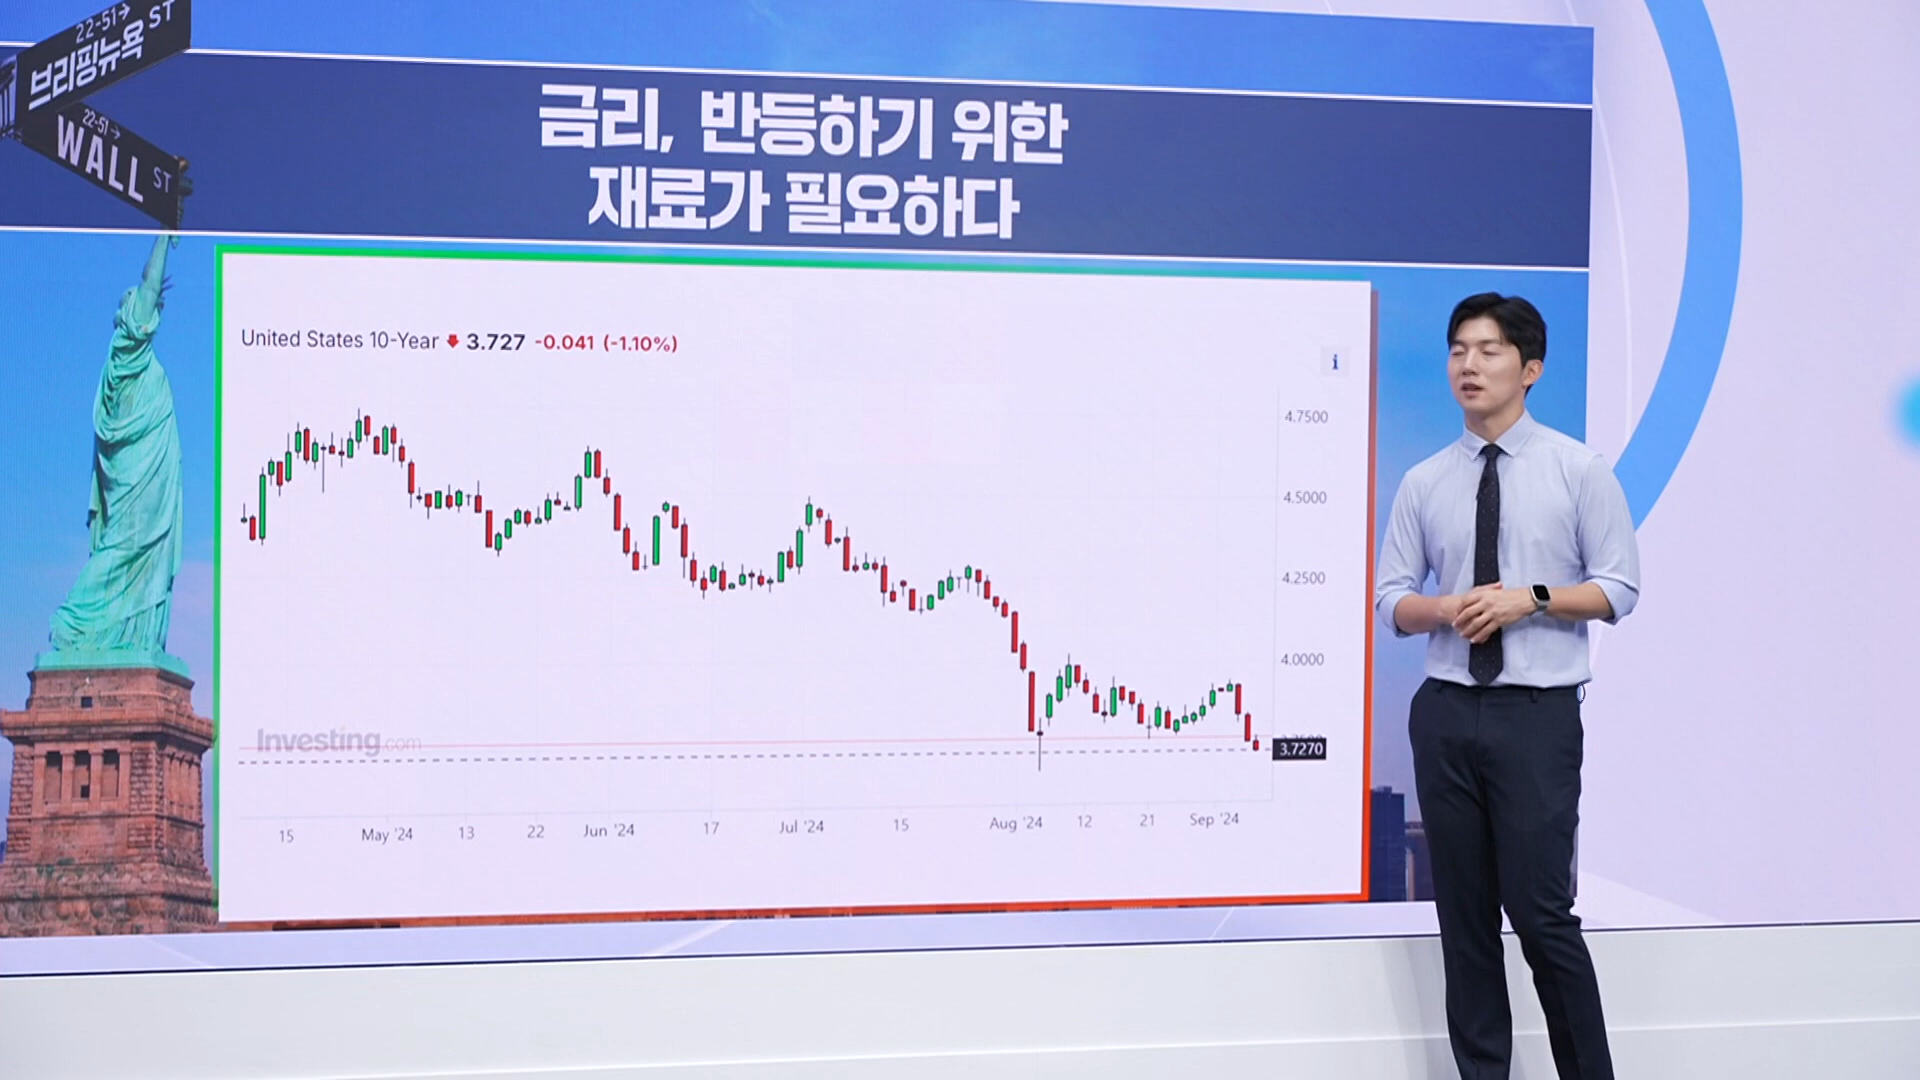 22-51→ ST
브리핑뉴욕
22-51→
WALL ST
금리, 반등하기 위한
재료가 필요하다
United States 10-Year 3.727 -0.041 (-1.10%)
i
4.7500
4.5000
4.2500
4.0000
3.7270
Investing.com
15 May '24 13 22 Jun '24 17 Jul '24 15 Aug '24 12 21 Sep '24